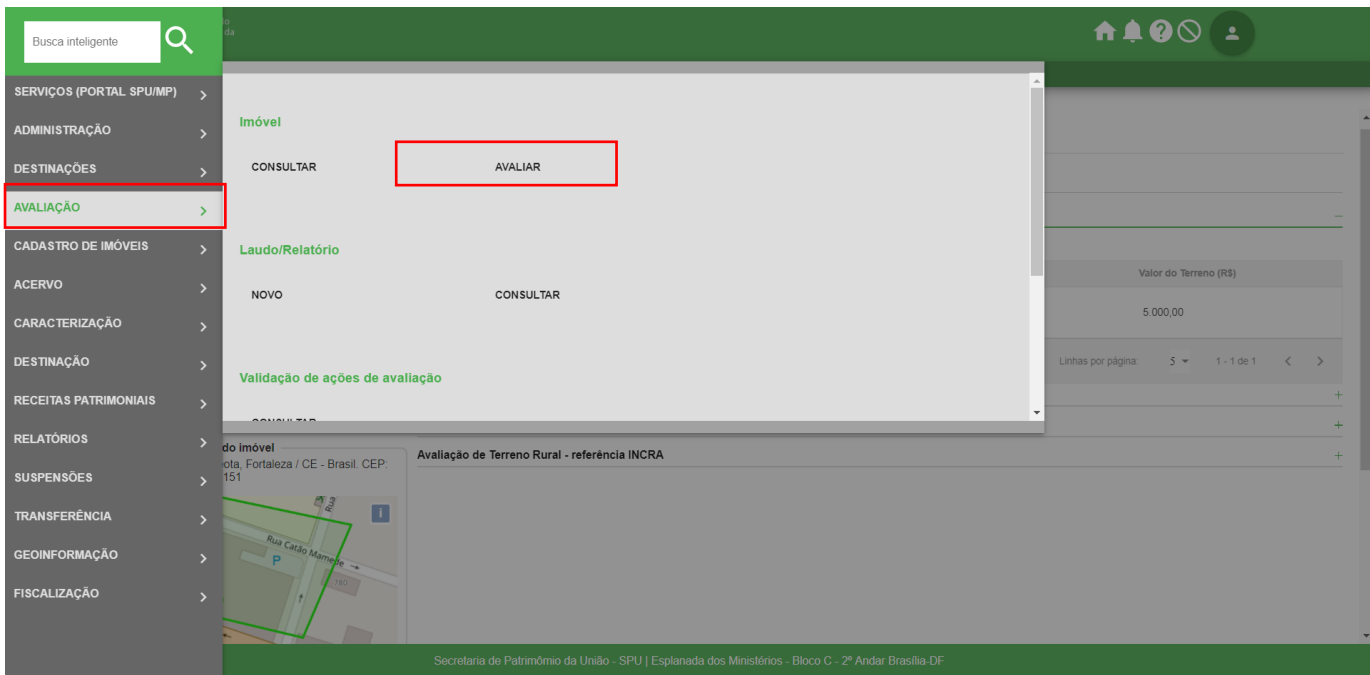 Busca inteligente
SERVIÇOS (PORTAL SPU/MP)
ADMINISTRAÇÃO
DESTINAÇÕES
AVALIAÇÃO
CADASTRO DE IMÓVEIS
ACERVO
CARACTERIZAÇÃO
DESTINAÇÃO
RECEITAS PATRIMONIAIS
RELATÓRIOS
SUSPENSÕES
TRANSFERÊNCIA
GEOINFORMAÇÃO
FISCALIZAÇÃO
Imóvel
CONSULTAR AVALIAR
Laudo/Relatório
NOVO CONSULTAR
Validação de ações de avaliação
CONSULTAR
Valor do Terreno (R$)
5.000,00
Linhas por página: 5 1 - 1 de 1
do imóvel
Fortaleza / CE - Brasil. CEP:
151
Avaliação de Terreno Rural - referência INCRA
Rua
Rua Catão Mamede
P
780
i
Secretaria de Patrimômio da União - SPU | Esplanada dos Ministérios - Bloco C - 2º Andar Brasília-DF